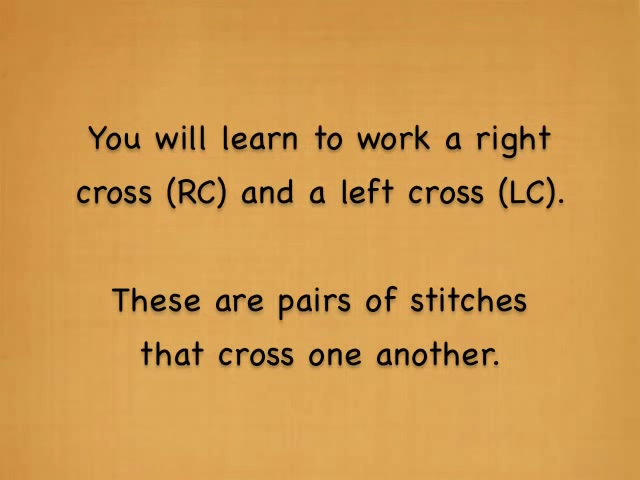 You will learn to work a right
cross (RC) and a left cross (LC).
These are pairs of stitches
that cross one another.